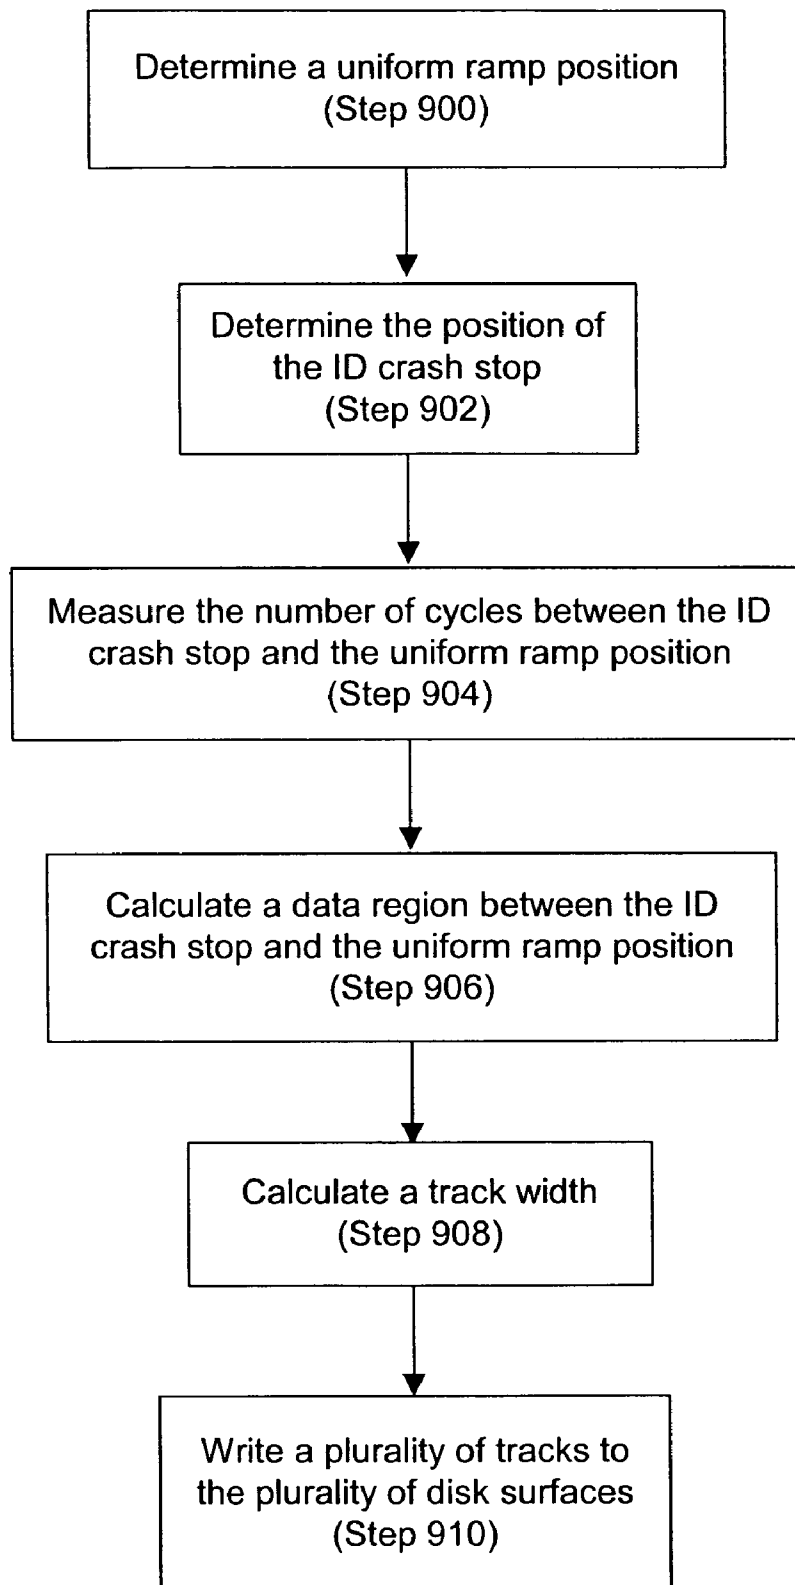 Determine a uniform ramp position
(Step 900)
Determine the position of
the ID crash stop
(Step 902)
Measure the number of cycles between the ID
crash stop and the uniform ramp position
(Step 904)
Calculate a data region between the ID
crash stop and the uniform ramp position
(Step 906)
Calculate a track width
(Step 908)
Write a plurality of tracks to
the plurality of disk surfaces
(Step 910)